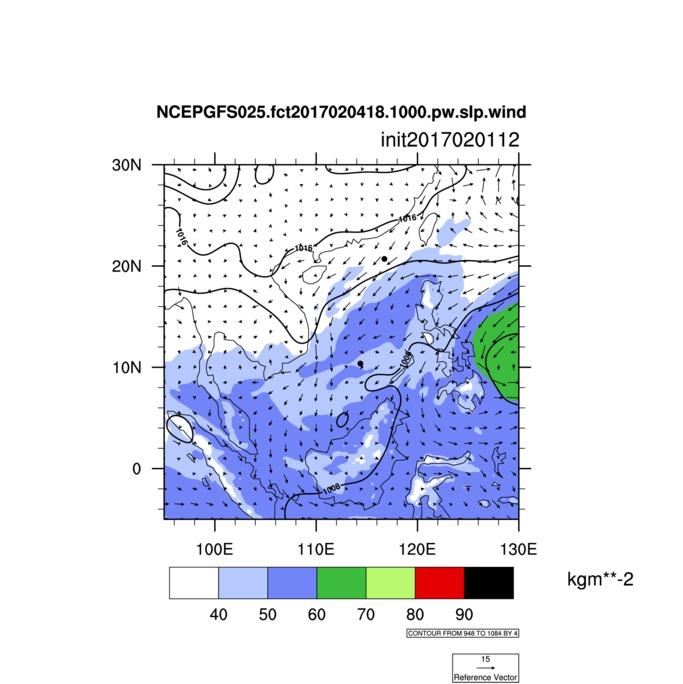 NCEPGFS025.fct2017020418.1000.pw.slp.wind
init2017020112
30N
20N
10N
0
1016
1016
1016
1008
1008
100E 110E 120E 130E
40 50 60 70 80 90
kgm**-2
CONTOUR FROM 948 TO 1084 BY 4
15
Reference Vector